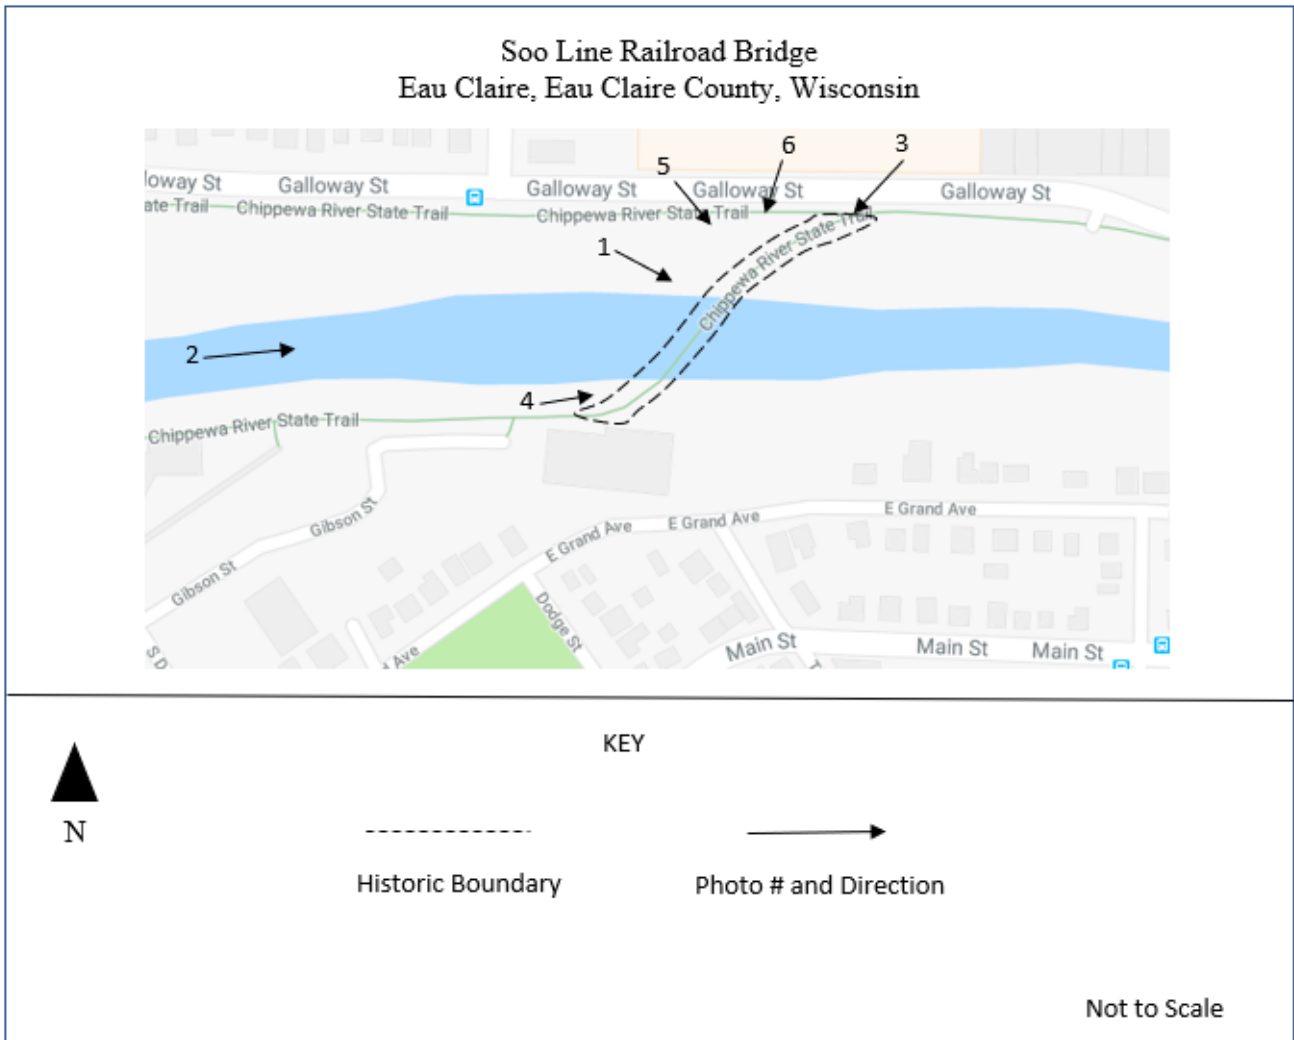 Soo Line Railroad Bridge
Eau Claire, Eau Claire County, Wisconsin
3
6
5
loway St
Galloway St
Galloway St
Galloway St
Galloway St
ate Trail
Chippewa River State Trail
Chippewa River State Trail
Chippewa River State Trail
1
2
4
Chippewa River State Trail
E Grand Ave
E Grand Ave
E Grand Ave
Gibson St
Gibson St
Dodge St
Main St
Main St
Main St
S D
d Ave
T
KEY
N
Historic Boundary
Photo # and Direction
Not to Scale